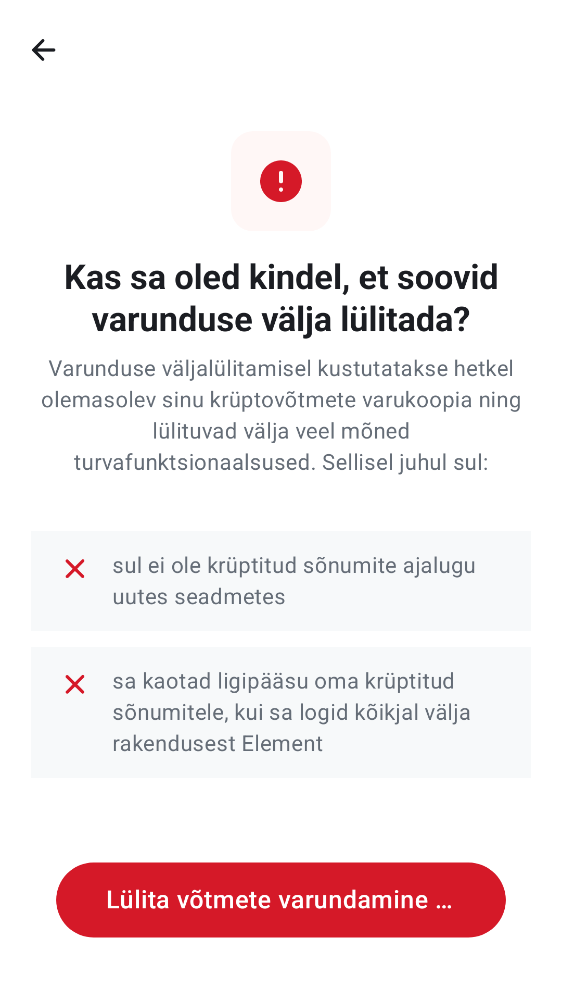 Kas sa oled kindel, et soovid
varunduse välja lülitada?
Varunduse väljalülitamisel kustutatakse hetkel
olemasolev sinu krüptovõtmete varukoopia ning
lülituvad välja veel mõned
turvafunktsionaalsused. Sellisel juhul sul:
sul ei ole krüptitud sõnumite ajalugu
uutes seadmetes
sa kaotad ligipääsu oma krüptitud
sõnumitele, kui sa logid kõikjal välja
rakendusest Element
Lülita võtmete varundamine ...